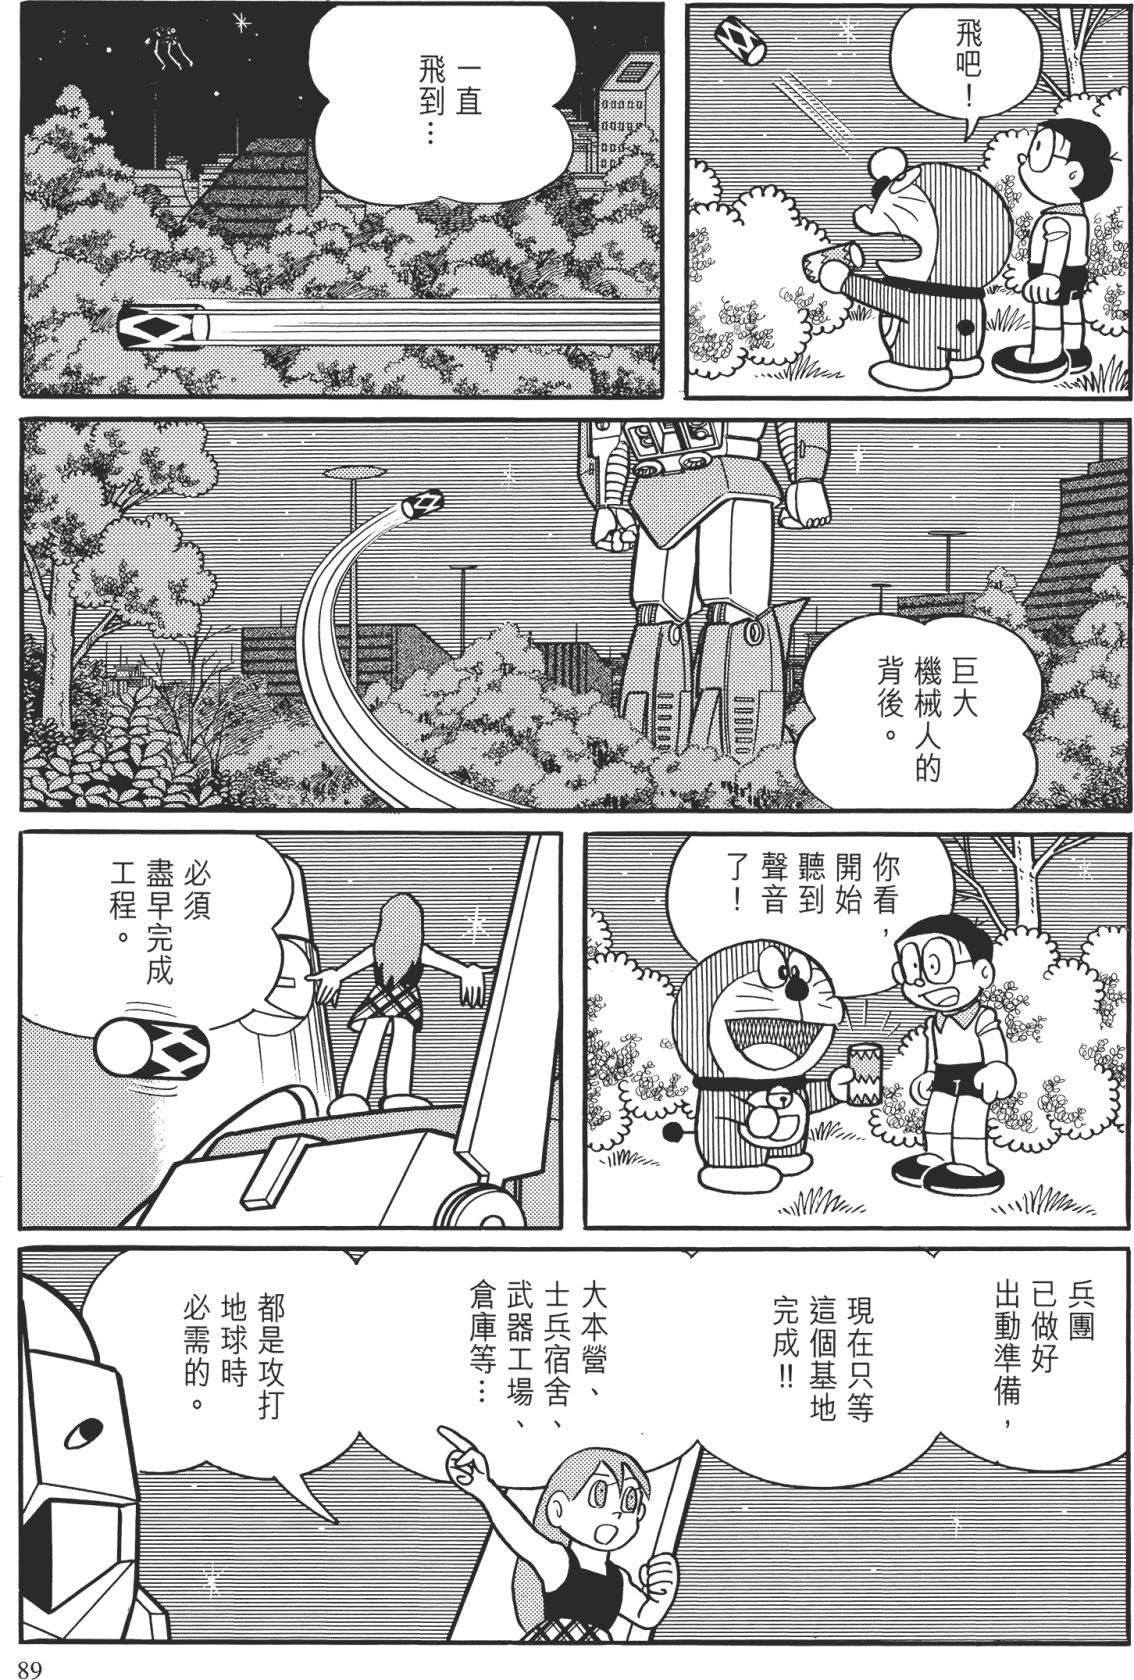 飛吧！
一直
飛到…
巨大
機械人的
背後。
你看，
開始
聽到
聲音
了！
必須
盡早完成
工程。
兵團
已做好
出動準備，
現在只等
這個基地
完成!!
大本營、
士兵宿舍、
武器工場、
倉庫等…
都是攻打
地球時
必需的。
89